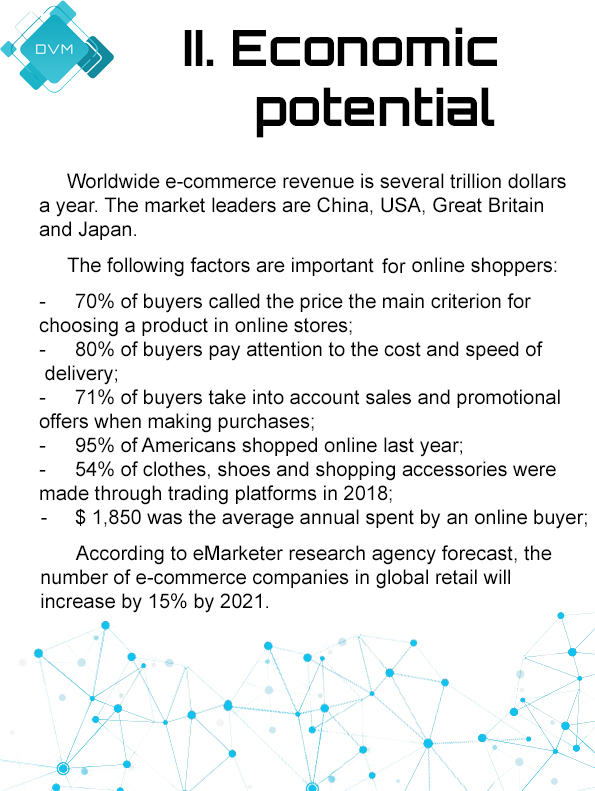 DVM
II. Economic
potential
Worldwide e-commerce revenue is several trillion dollars
a year. The market leaders are China, USA, Great Britain
and Japan.
The following factors are important for online shoppers:
- 70% of buyers called the price the main criterion for
choosing a product in online stores;
- 80% of buyers pay attention to the cost and speed of
delivery;
- 71% of buyers take into account sales and promotional
offers when making purchases;
- 95% of Americans shopped online last year;
- 54% of clothes, shoes and shopping accessories were
made through trading platforms in 2018;
- $ 1,850 was the average annual spent by an online buyer;
According to eMarketer research agency forecast, the
number of e-commerce companies in global retail will
increase by 15% by 2021.